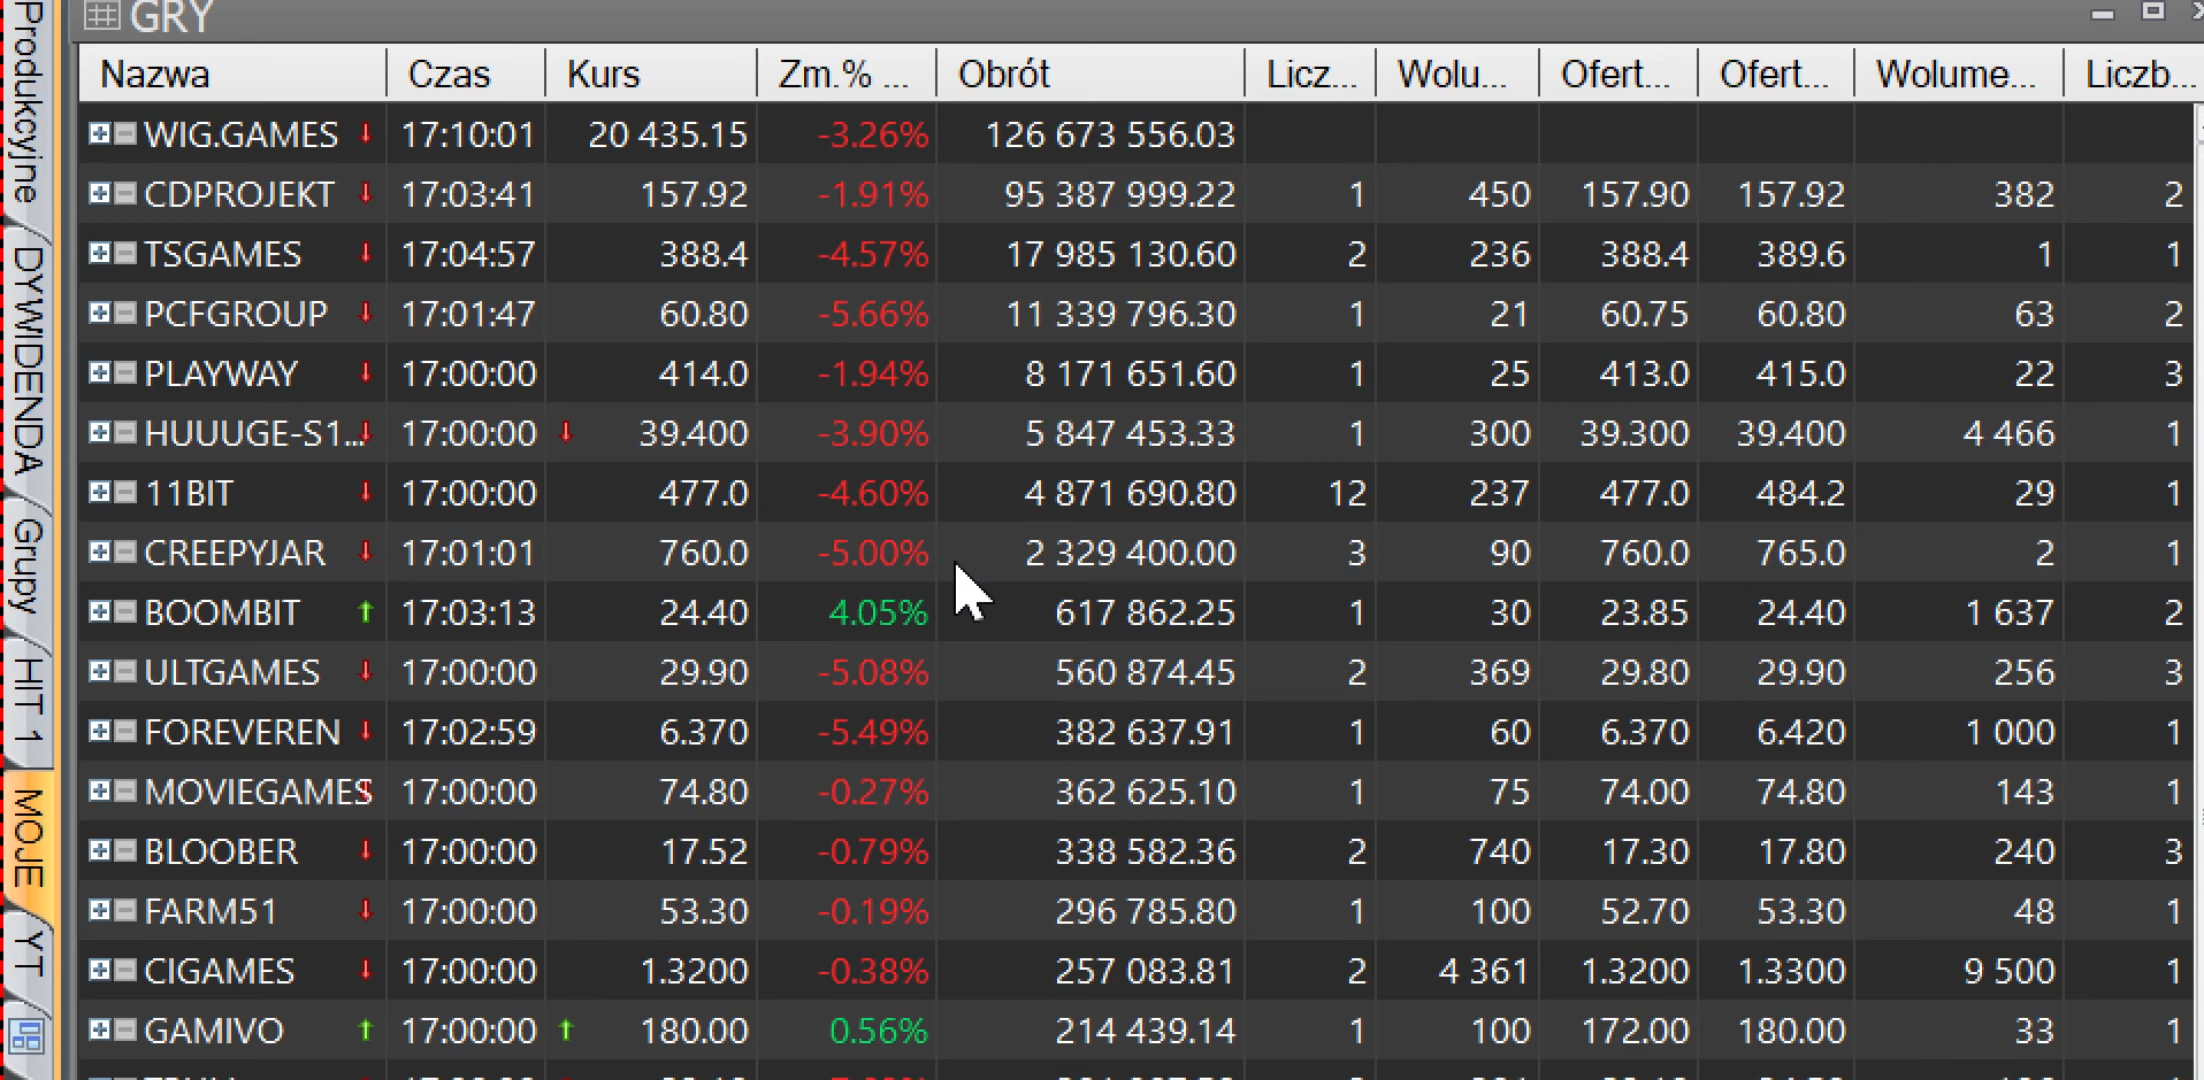 GRY
Nazwa Czas Kurs Zm.% ... Obrót Licz... Wolu... Ofert... Ofert... Wolume... Liczb...
WIG.GAMES 17:10:01 20 435.15 -3.26% 126 673 556.03
CDPROJEKT 17:03:41 157.92 -1.91% 95 387 999.22 1 450 157.90 157.92 382 2
TSGAMES 17:04:57 388.4 -4.57% 17 985 130.60 2 236 388.4 389.6 1 1
PCFGROUP 17:01:47 60.80 -5.66% 11 339 796.30 1 21 60.75 60.80 63 2
PLAYWAY 17:00:00 414.0 -1.94% 8 171 651.60 1 25 413.0 415.0 22 3
HUUUGE-S1... 17:00:00 39.400 -3.90% 5 847 453.33 1 300 39.300 39.400 4 466 1
11BIT 17:00:00 477.0 -4.60% 4 871 690.80 12 237 477.0 484.2 29 1
CREEPYJAR 17:01:01 760.0 -5.00% 2 329 400.00 3 90 760.0 765.0 2 1
BOOMBIT 17:03:13 24.40 4.05% 617 862.25 1 30 23.85 24.40 1 637 2
ULTGAMES 17:00:00 29.90 -5.08% 560 874.45 2 369 29.80 29.90 256 3
FOREVEREN 17:02:59 6.370 -5.49% 382 637.91 1 60 6.370 6.420 1 000 1
MOVIEGAMES 17:00:00 74.80 -0.27% 362 625.10 1 75 74.00 74.80 143 1
BLOOBER 17:00:00 17.52 -0.79% 338 582.36 2 740 17.30 17.80 240 3
FARM51 17:00:00 53.30 -0.19% 296 785.80 1 100 52.70 53.30 48 1
CIGAMES 17:00:00 1.3200 -0.38% 257 083.81 2 4 361 1.3200 1.3300 9 500 1
GAMIVO 17:00:00 180.00 0.56% 214 439.14 1 100 172.00 180.00 33 1
Produkcyjne
DYWIDENDA
Grupy
HIT 1
MOJE
YT